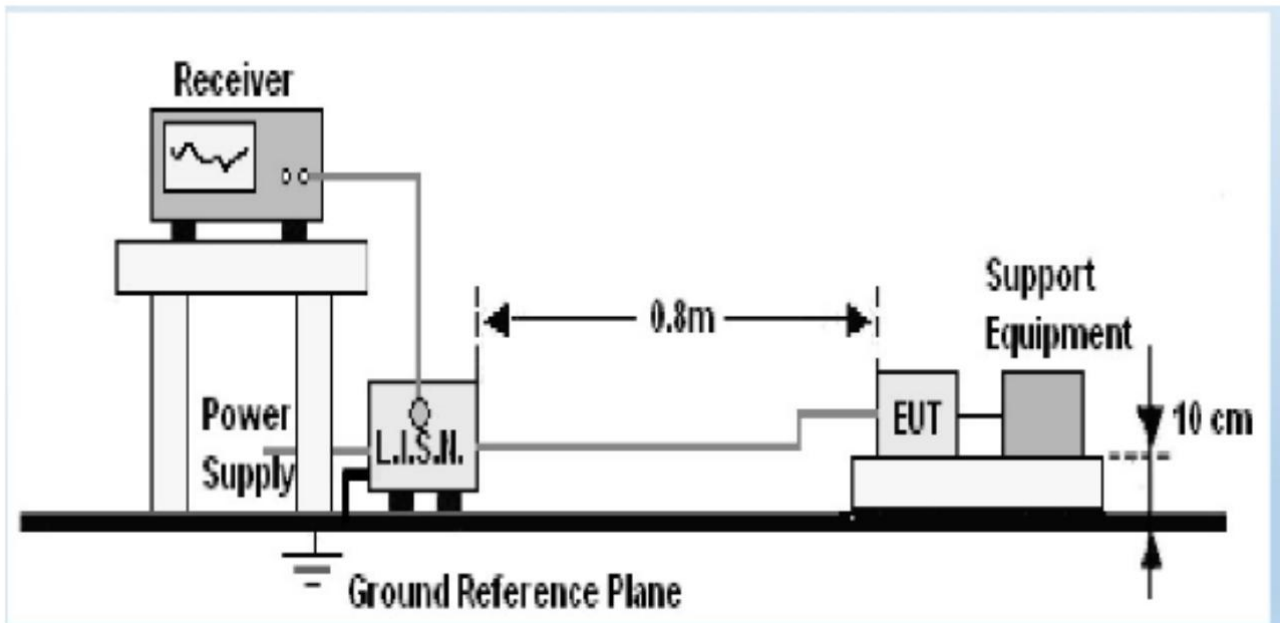 Receiver
0.8m
Support
Equipment
Power
Supply
L.I.S.N.
EUT
10 cm
Ground Reference Plane